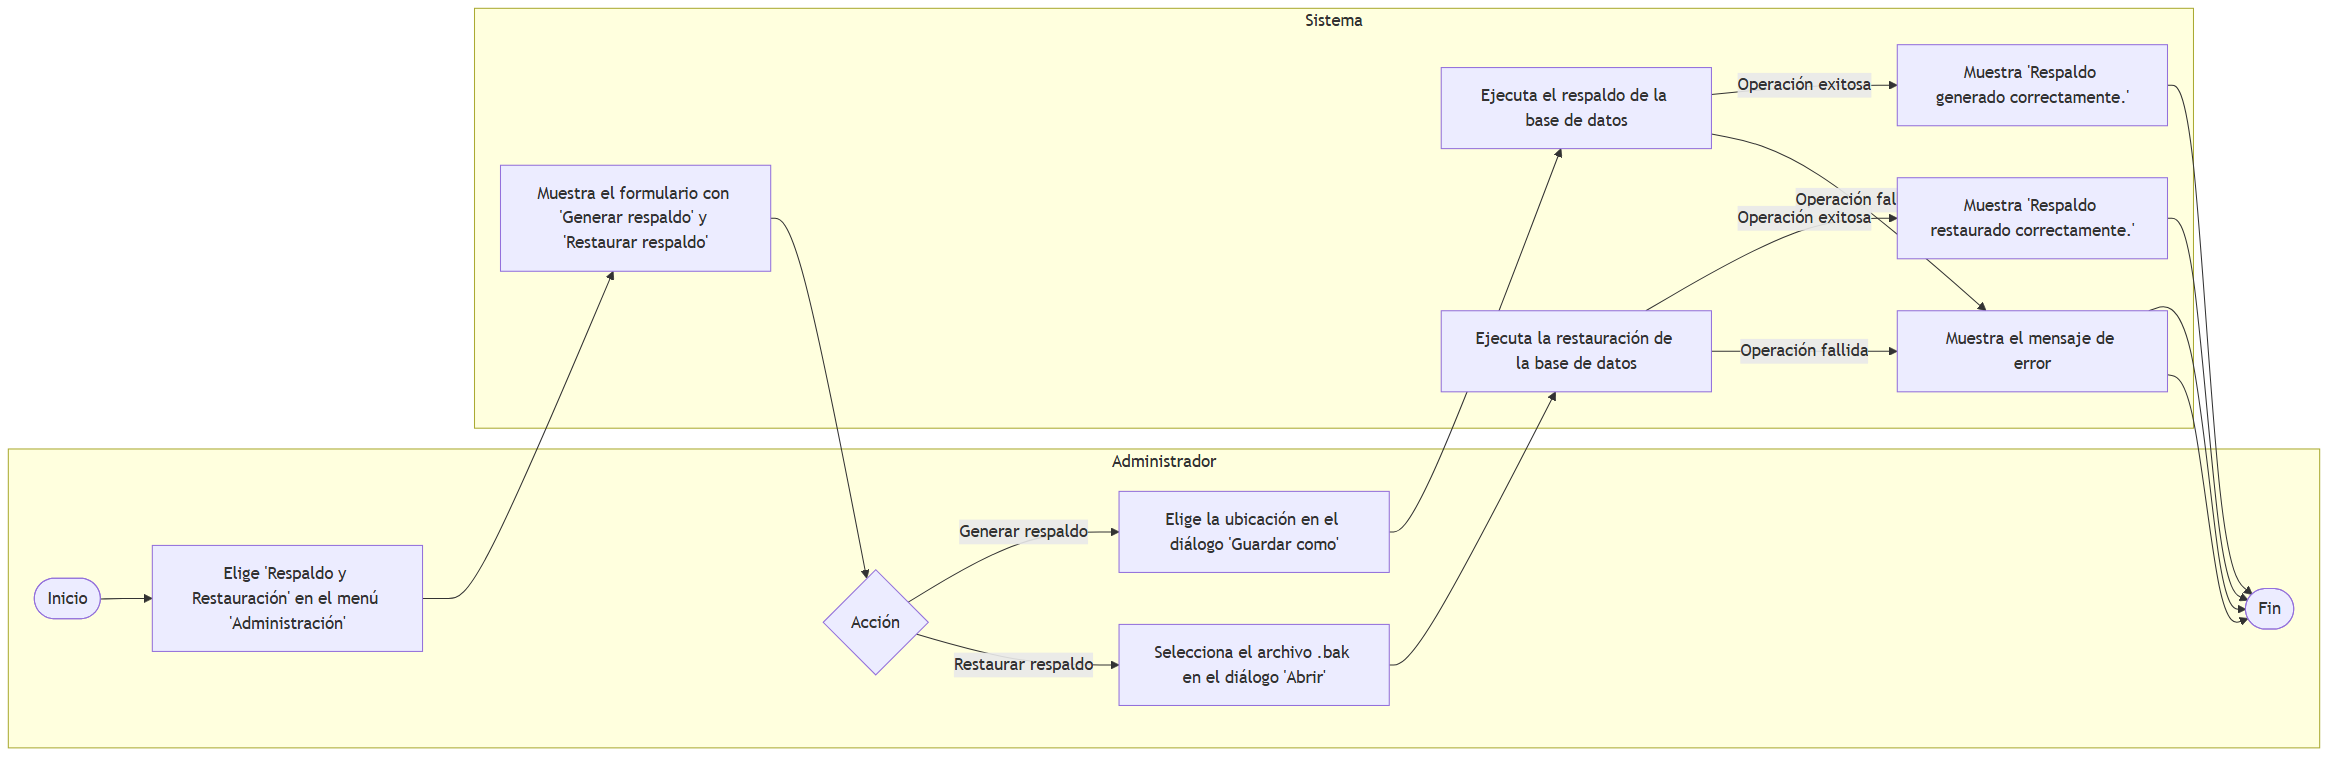 Sistema
Ejecuta el respaldo de la
base de datos
Operación exitosa
Muestra 'Respaldo
generado correctamente.'
Muestra el formulario con
'Generar respaldo' y
'Restaurar respaldo'
Operación fal
Operación exitosa
Muestra 'Respaldo
restaurado correctamente.'
Ejecuta la restauración de
la base de datos
Operación fallida
Muestra el mensaje de
error
Administrador
Inicio
Elige 'Respaldo y
Restauración' en el menú
'Administración'
Acción
Generar respaldo
Elige la ubicación en el
diálogo 'Guardar como'
Restaurar respaldo
Selecciona el archivo .bak
en el diálogo 'Abrir'
Fin